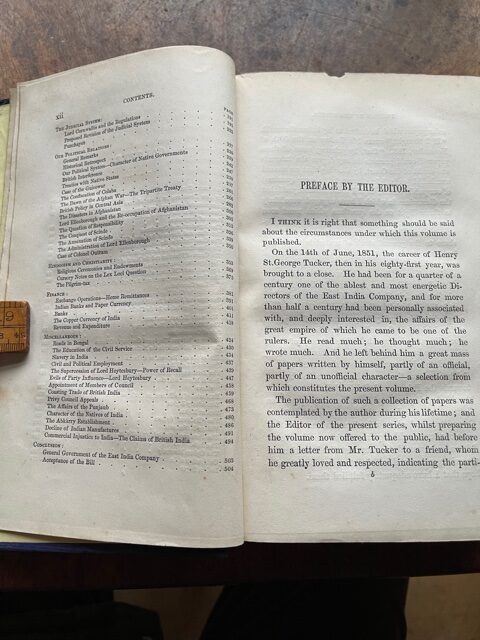 xii
CONTENTS.
PAGE
THE JUDICIAL SYSTEM:
Lord Cornwallis and the Regulations
Proposed Revision of the Judicial System
Punchayes
OUR POLITICAL RELATIONS:
General Remarks
Historical Retrospect
Our Political System—Character of Native Governments
British Interference
Treaties with Native States
Case of the Guicowar
The Confiscation of Colaba
The Dawn of the Afghan War—The Tripartite Treaty
British Policy in Central Asia
The Disasters in Afghanistan
Lord Ellenborough and the Re-occupation of Afghanistan
The Question of Responsibility
The Conquest of Scinde
The Annexation of Scinde
The Administration of Lord Ellenborough
Case of Colonel Outram
RELIGIOUS AND CHRISTIANITY:
Religious Ceremonies and Endowments
Cursory Notes on the Lex Loci Question
The Pilgrim-tax
FINANCE:
Exchange Operations—Home Remittances
Indian Banks and Paper Currency
Banks
The Copper Currency of India
Revenue and Expenditure
MISCELLANEOUS:
Roads in Bengal
The Education of the Civil Service
Slavery in India
Civil and Political Employment
The Supersession of Lord Heytesbury—Power of Recall
Evils of Party Influences—Lord Heytesbury 447
Appointment of Members of Council
Coasting Trade of British India 459
Privy Council Appeals 468
The Affairs of the Punjaub 473
Character of the Natives of India 480
The Abkarry Establishment 486
Decline of Indian Manufactures 491
Commercial Injustice to India—The Claims of British India 494
CONCLUSION:
General Government of the East India Company 503
Acceptance of the Bill 504
PREFACE BY THE EDITOR.
I THINK it is right that something should be said
about the circumstances under which this volume is
published.
On the 14th of June, 1851, the career of Henry
St.George Tucker, then in his eighty-first year, was
brought to a close. He had been for a quarter of a
century one of the ablest and most energetic Di-
rectors of the East India Company, and for more
than half a century had been personally associated
with, and deeply interested in, the affairs of the
great empire of which he came to be one of the
rulers. He read much; he thought much; he
wrote much. And he left behind him a great mass
of papers written by himself, partly of an official,
partly of an unofficial character—a selection from
which constitutes the present volume.
The publication of such a collection of papers was
contemplated by the author during his lifetime; and
the Editor of the present series, whilst preparing
the volume now offered to the public, had before
him a letter from Mr. Tucker to a friend, whom
he greatly loved and respected, indicating the parti-
b
9